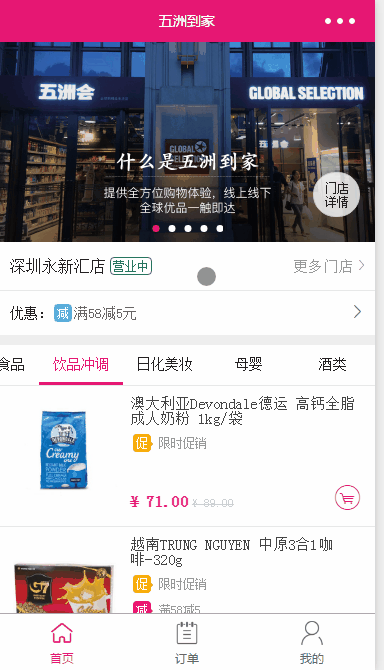 五洲到家
五洲会
GLOBAL SELECTION
GLOBAL
SELECTION
什么是五洲到家
提供全方位购物体验，线上线下
全球优品一触即达
门店
详情
深圳永新汇店 营业中 更多门店
优惠： 减 满58减5元
食品 饮品冲调 日化美妆 母婴 酒类
澳大利亚Devondale德运 高钙全脂
成人奶粉 1kg/袋
促 限时促销
¥ 71.00 ¥ 89.00
DEVONDALE
Creamy
越南TRUNG NGUYEN 中原3合1咖
啡-320g
促 限时促销
减 满58减5
G7
首页 订单 我的